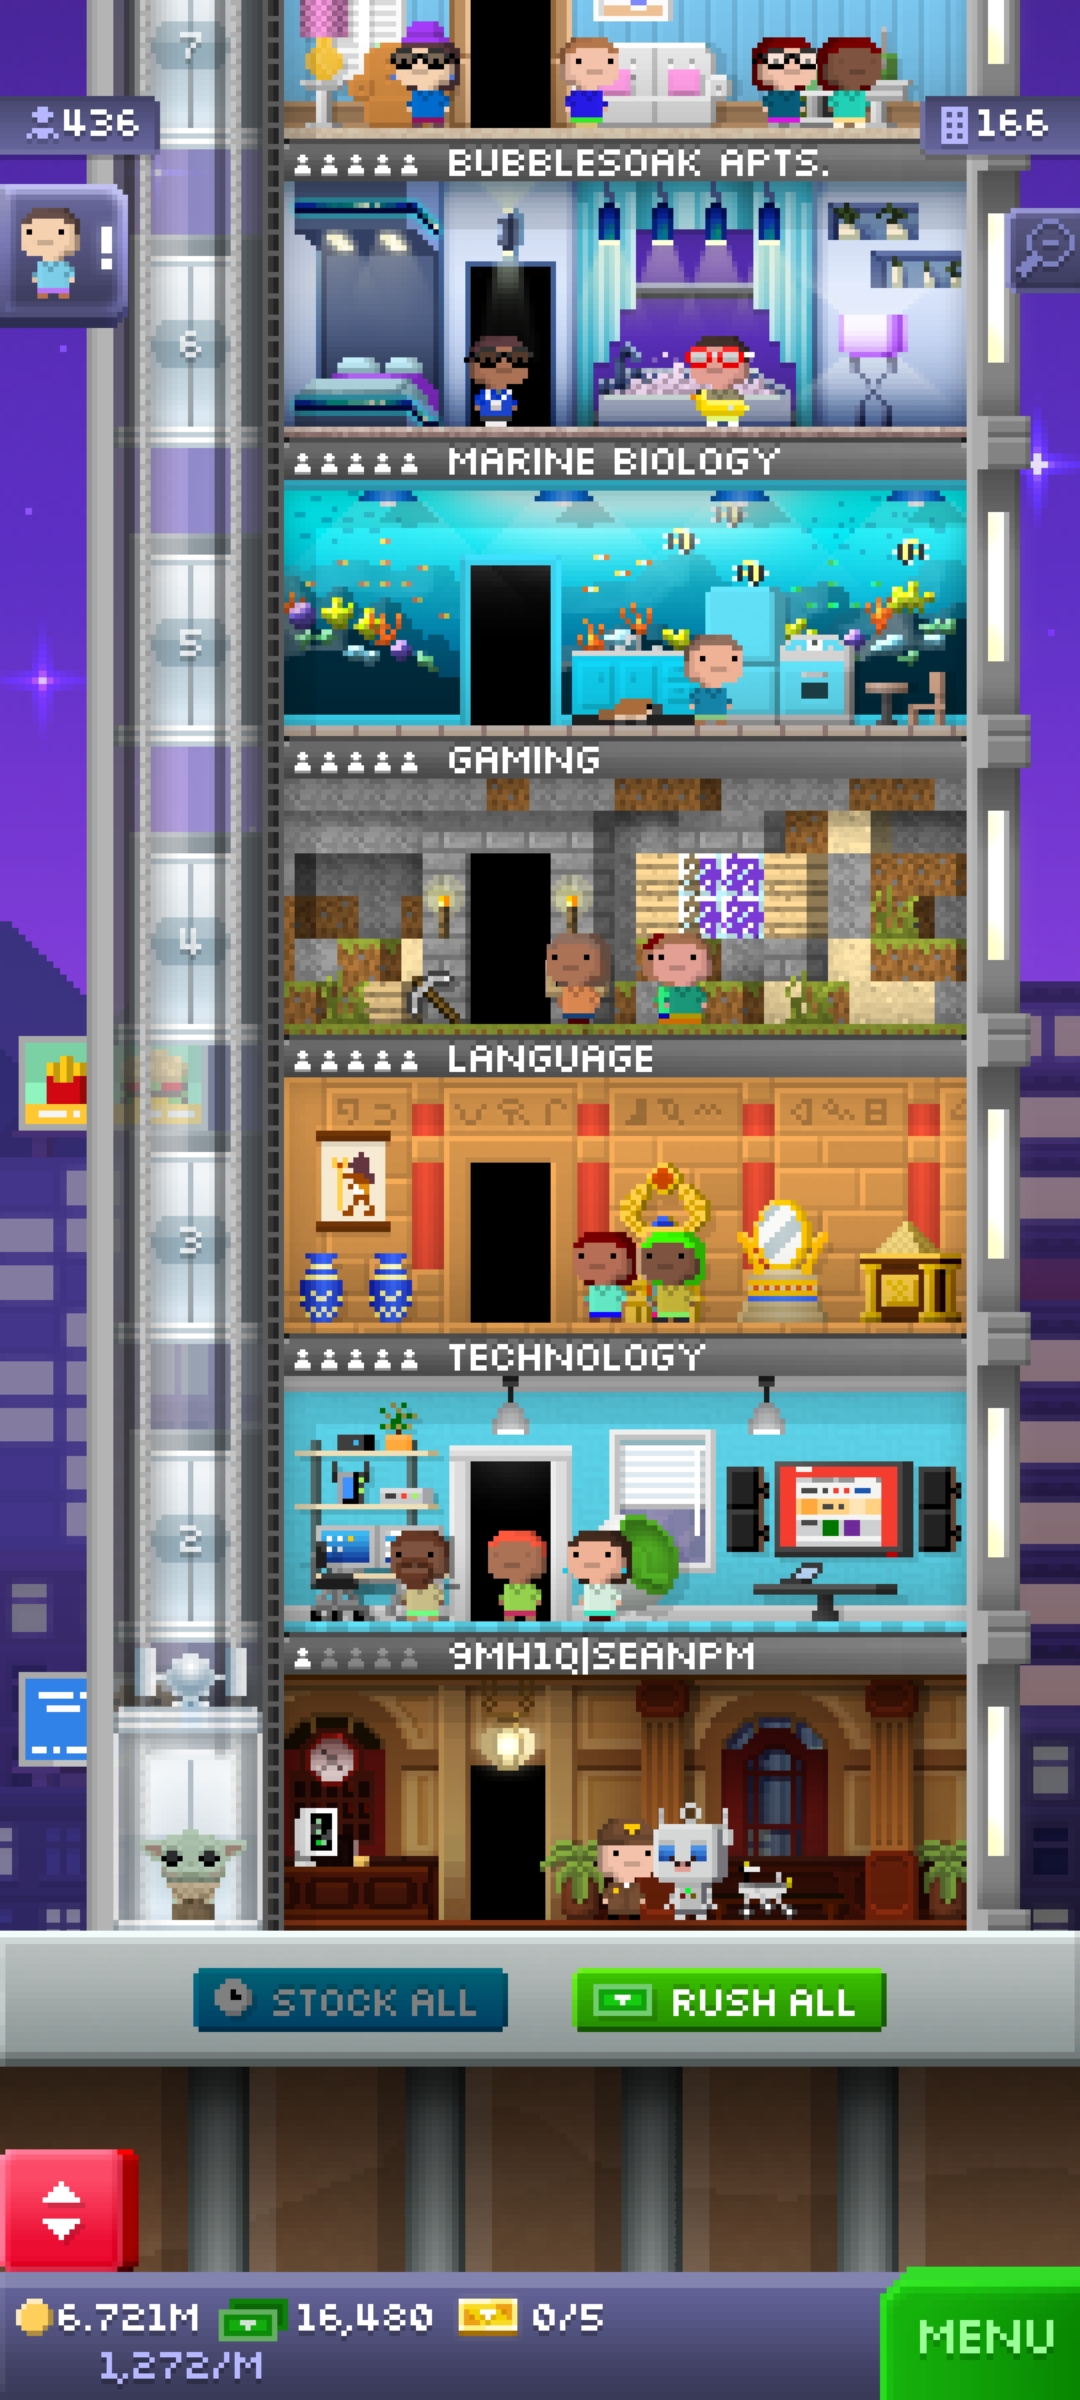 7
436
166
BUBBLESOAK APTS.
!
6
MARINE BIOLOGY
5
GAMING
4
LANGUAGE
3
TECHNOLOGY
2
9MH1Q|SEANPM
STOCK ALL
RUSH ALL
6.721M
16,480
0/5
1,272/M
MENU